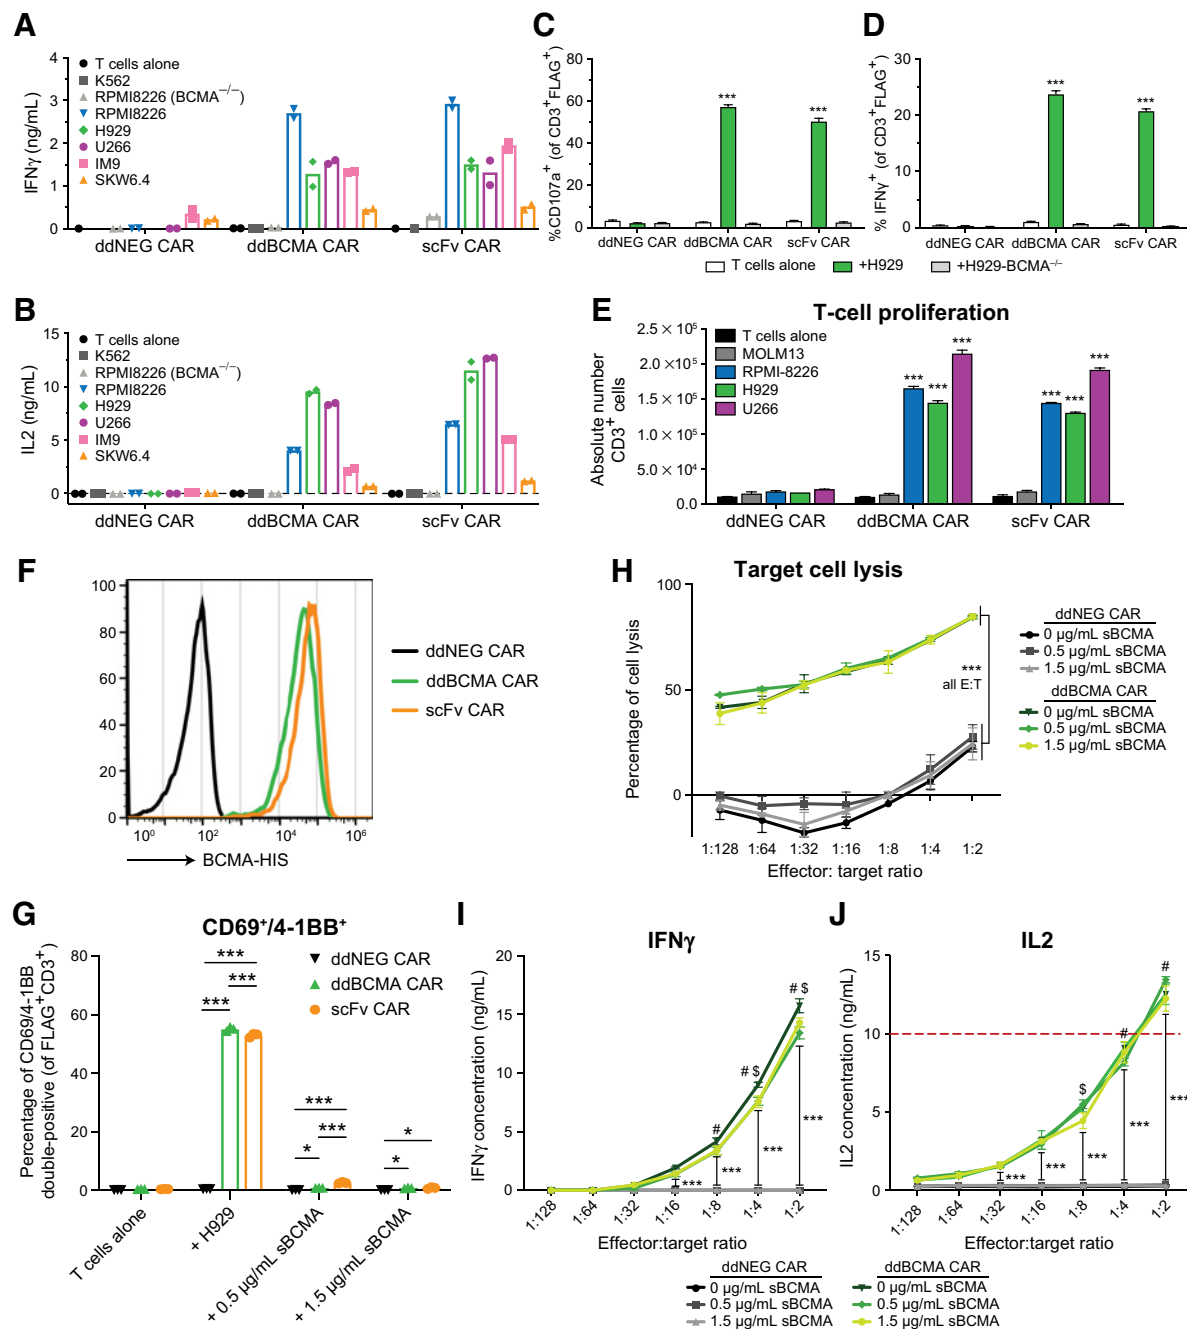 A
IFNγ (ng/mL)
4
3
2
1
0
T cells alone
K562
RPMI8226 (BCMA−/−)
RPMI8226
H929
U266
IM9
SKW6.4
ddNEG CAR
ddBCMA CAR
scFv CAR
C
%CD107a+ (of CD3+FLAG+)
80
60
40
20
0
***
***
ddNEG CAR
ddBCMA CAR
scFv CAR
D
% IFNγ+ (of CD3+FLAG+)
30
20
10
0
***
***
ddNEG CAR
ddBCMA CAR
scFv CAR
T cells alone
+H929
+H929-BCMA−/−
B
IL2 (ng/mL)
15
10
5
0
T cells alone
K562
RPMI8226 (BCMA−/−)
RPMI8226
H929
U266
IM9
SKW6.4
ddNEG CAR
ddBCMA CAR
scFv CAR
E
T-cell proliferation
Absolute number
CD3+ cells
2.5 × 10⁵
2.0 × 10⁵
1.5 × 10⁵
1.0 × 10⁵
5.0 × 10⁴
0.0
T cells alone
MOLM13
RPMI-8226
H929
U266
***
***
***
***
***
***
ddNEG CAR
ddBCMA CAR
scFv CAR
F
100
80
60
40
20
0
10⁰
10²
10⁴
10⁶
BCMA-HIS
ddNEG CAR
ddBCMA CAR
scFv CAR
H
Target cell lysis
Percentage of cell lysis
100
50
0
***
all E:T
1:128
1:64
1:32
1:16
1:8
1:4
1:2
Effector: target ratio
ddNEG CAR
0 µg/mL sBCMA
0.5 µg/mL sBCMA
1.5 µg/mL sBCMA
ddBCMA CAR
0 µg/mL sBCMA
0.5 µg/mL sBCMA
1.5 µg/mL sBCMA
G
CD69+/4-1BB+
Percentage of CD69/4-1BB
double-positive (of FLAG+CD3+)
80
60
40
20
0
ddNEG CAR
ddBCMA CAR
scFv CAR
***
***
***
***
***
*
*
*
T cells alone
+ H929
+ 0.5 µg/mL sBCMA
+ 1.5 µg/mL sBCMA
I
IFNγ
IFNγ concentration (ng/mL)
20
15
10
5
0
# $
# $
#
***
***
***
***
1:128
1:64
1:32
1:16
1:8
1:4
1:2
Effector:target ratio
J
IL2
IL2 concentration (ng/mL)
15
10
5
0
#
#
$
***
***
***
***
***
1:128
1:64
1:32
1:16
1:8
1:4
1:2
Effector:target ratio
ddNEG CAR
0 µg/mL sBCMA
0.5 µg/mL sBCMA
1.5 µg/mL sBCMA
ddBCMA CAR
0 µg/mL sBCMA
0.5 µg/mL sBCMA
1.5 µg/mL sBCMA